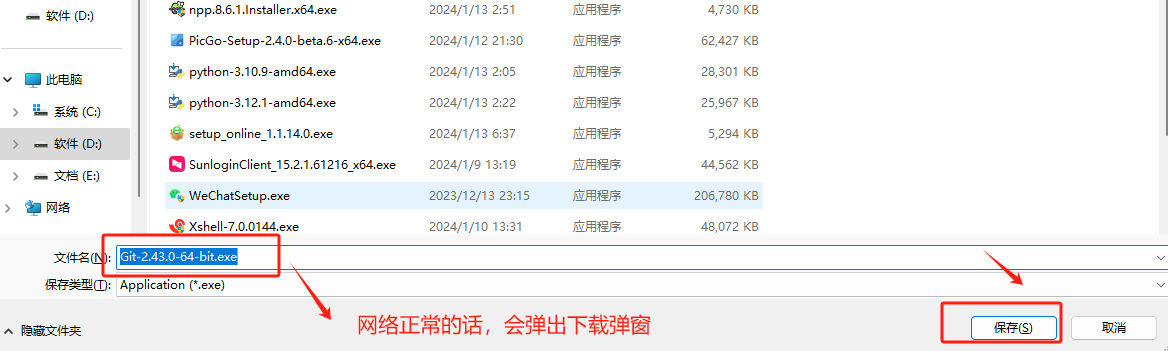 软件 (D:)
npp.8.6.1.Installer.x64.exe 2024/1/13 2:51 应用程序 4,730 KB
PicGo-Setup-2.4.0-beta.6-x64.exe 2024/1/12 21:30 应用程序 62,427 KB
此电脑 python-3.10.9-amd64.exe 2024/1/13 2:05 应用程序 28,301 KB
系统 (C:) python-3.12.1-amd64.exe 2024/1/13 2:22 应用程序 25,967 KB
软件 (D:) setup_online_1.1.14.0.exe 2024/1/13 6:37 应用程序 5,294 KB
文档 (E:) SunloginClient_15.2.1.61216_x64.exe 2024/1/9 13:19 应用程序 44,562 KB
网络 WeChatSetup.exe 2023/12/13 23:15 应用程序 206,780 KB
Xshell-7.0.0144.exe 2024/1/10 13:31 应用程序 48,072 KB
文件名(N): Git-2.43.0-64-bit.exe
保存类型(T): Application (*.exe)
网络正常的话，会弹出下载弹窗
隐藏文件夹 保存(S) 取消